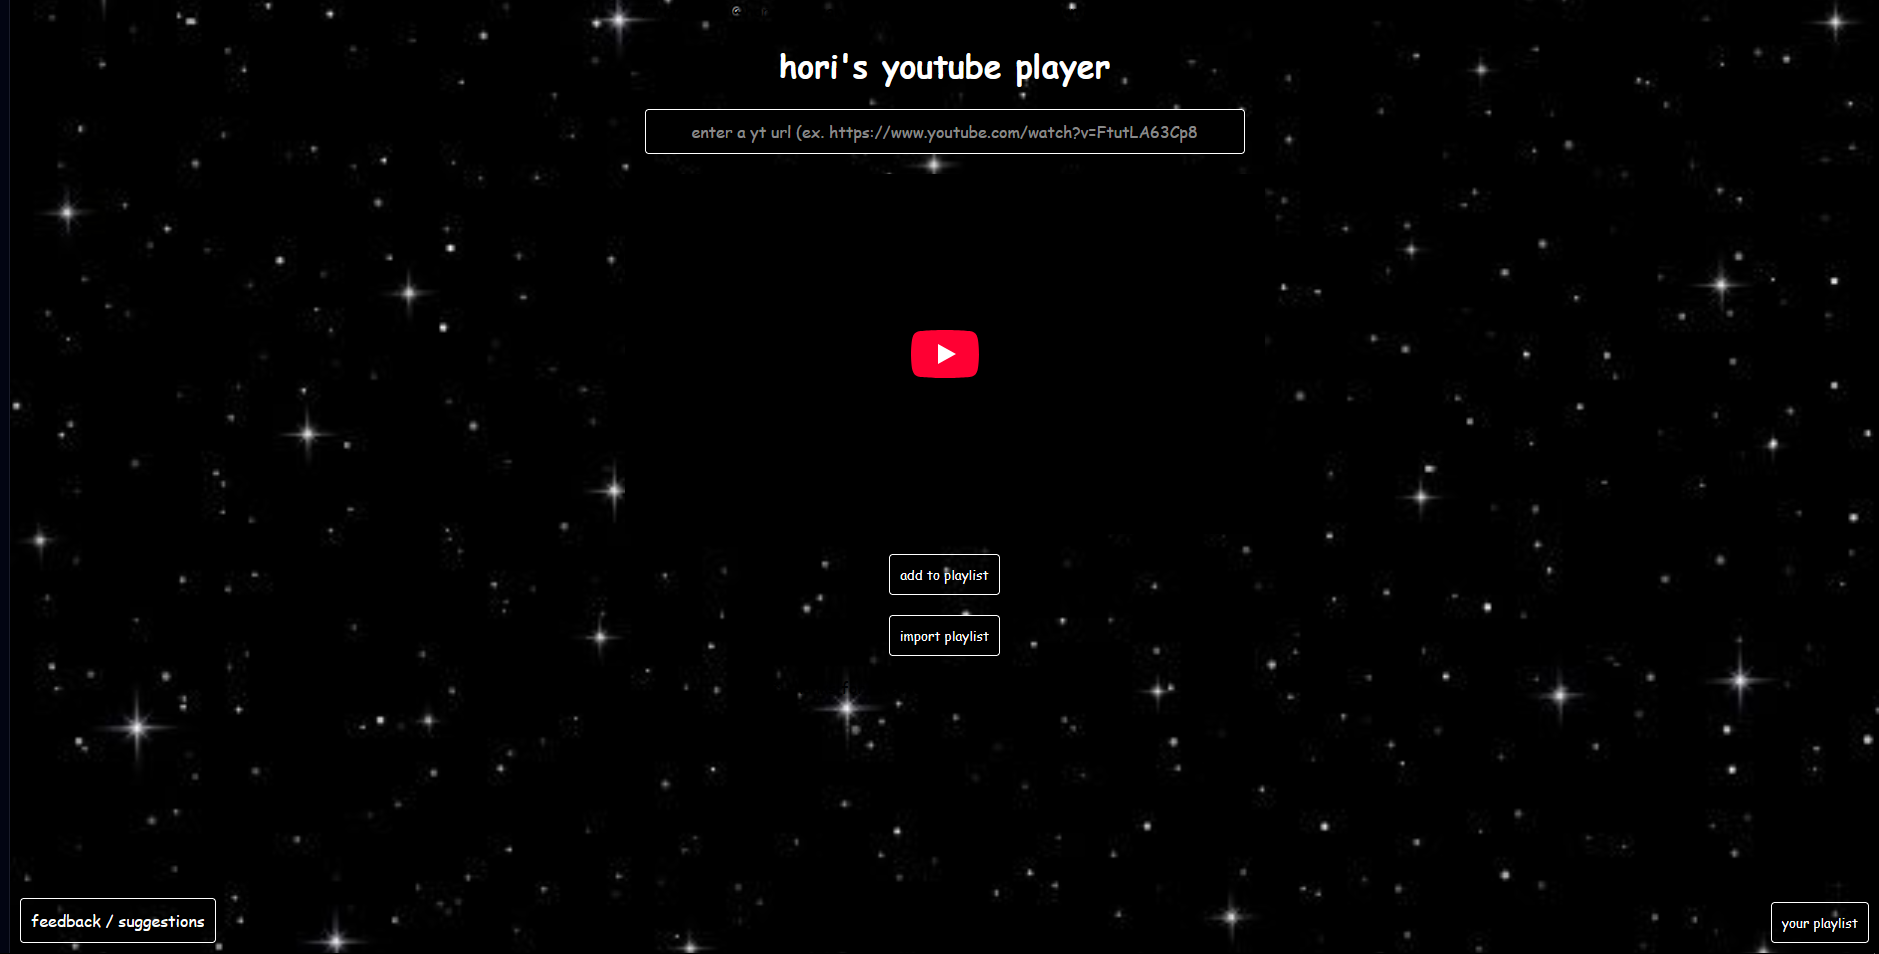 hori's youtube player
enter a yt url (ex. https://www.youtube.com/watch?v=FtutLA63Cp8
add to playlist
import playlist
feedback / suggestions
your playlist